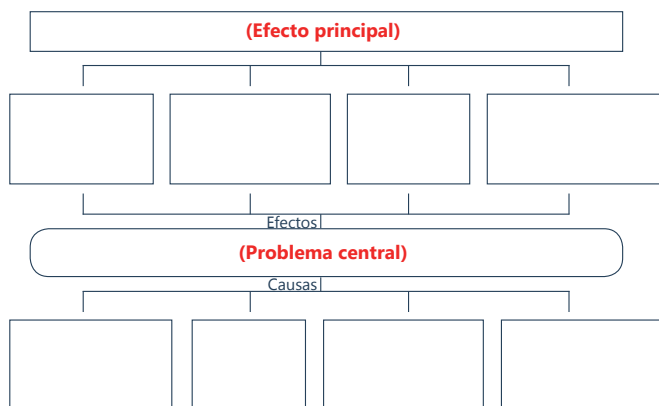 (Efecto principal)
Efectos
(Problema central)
Causas